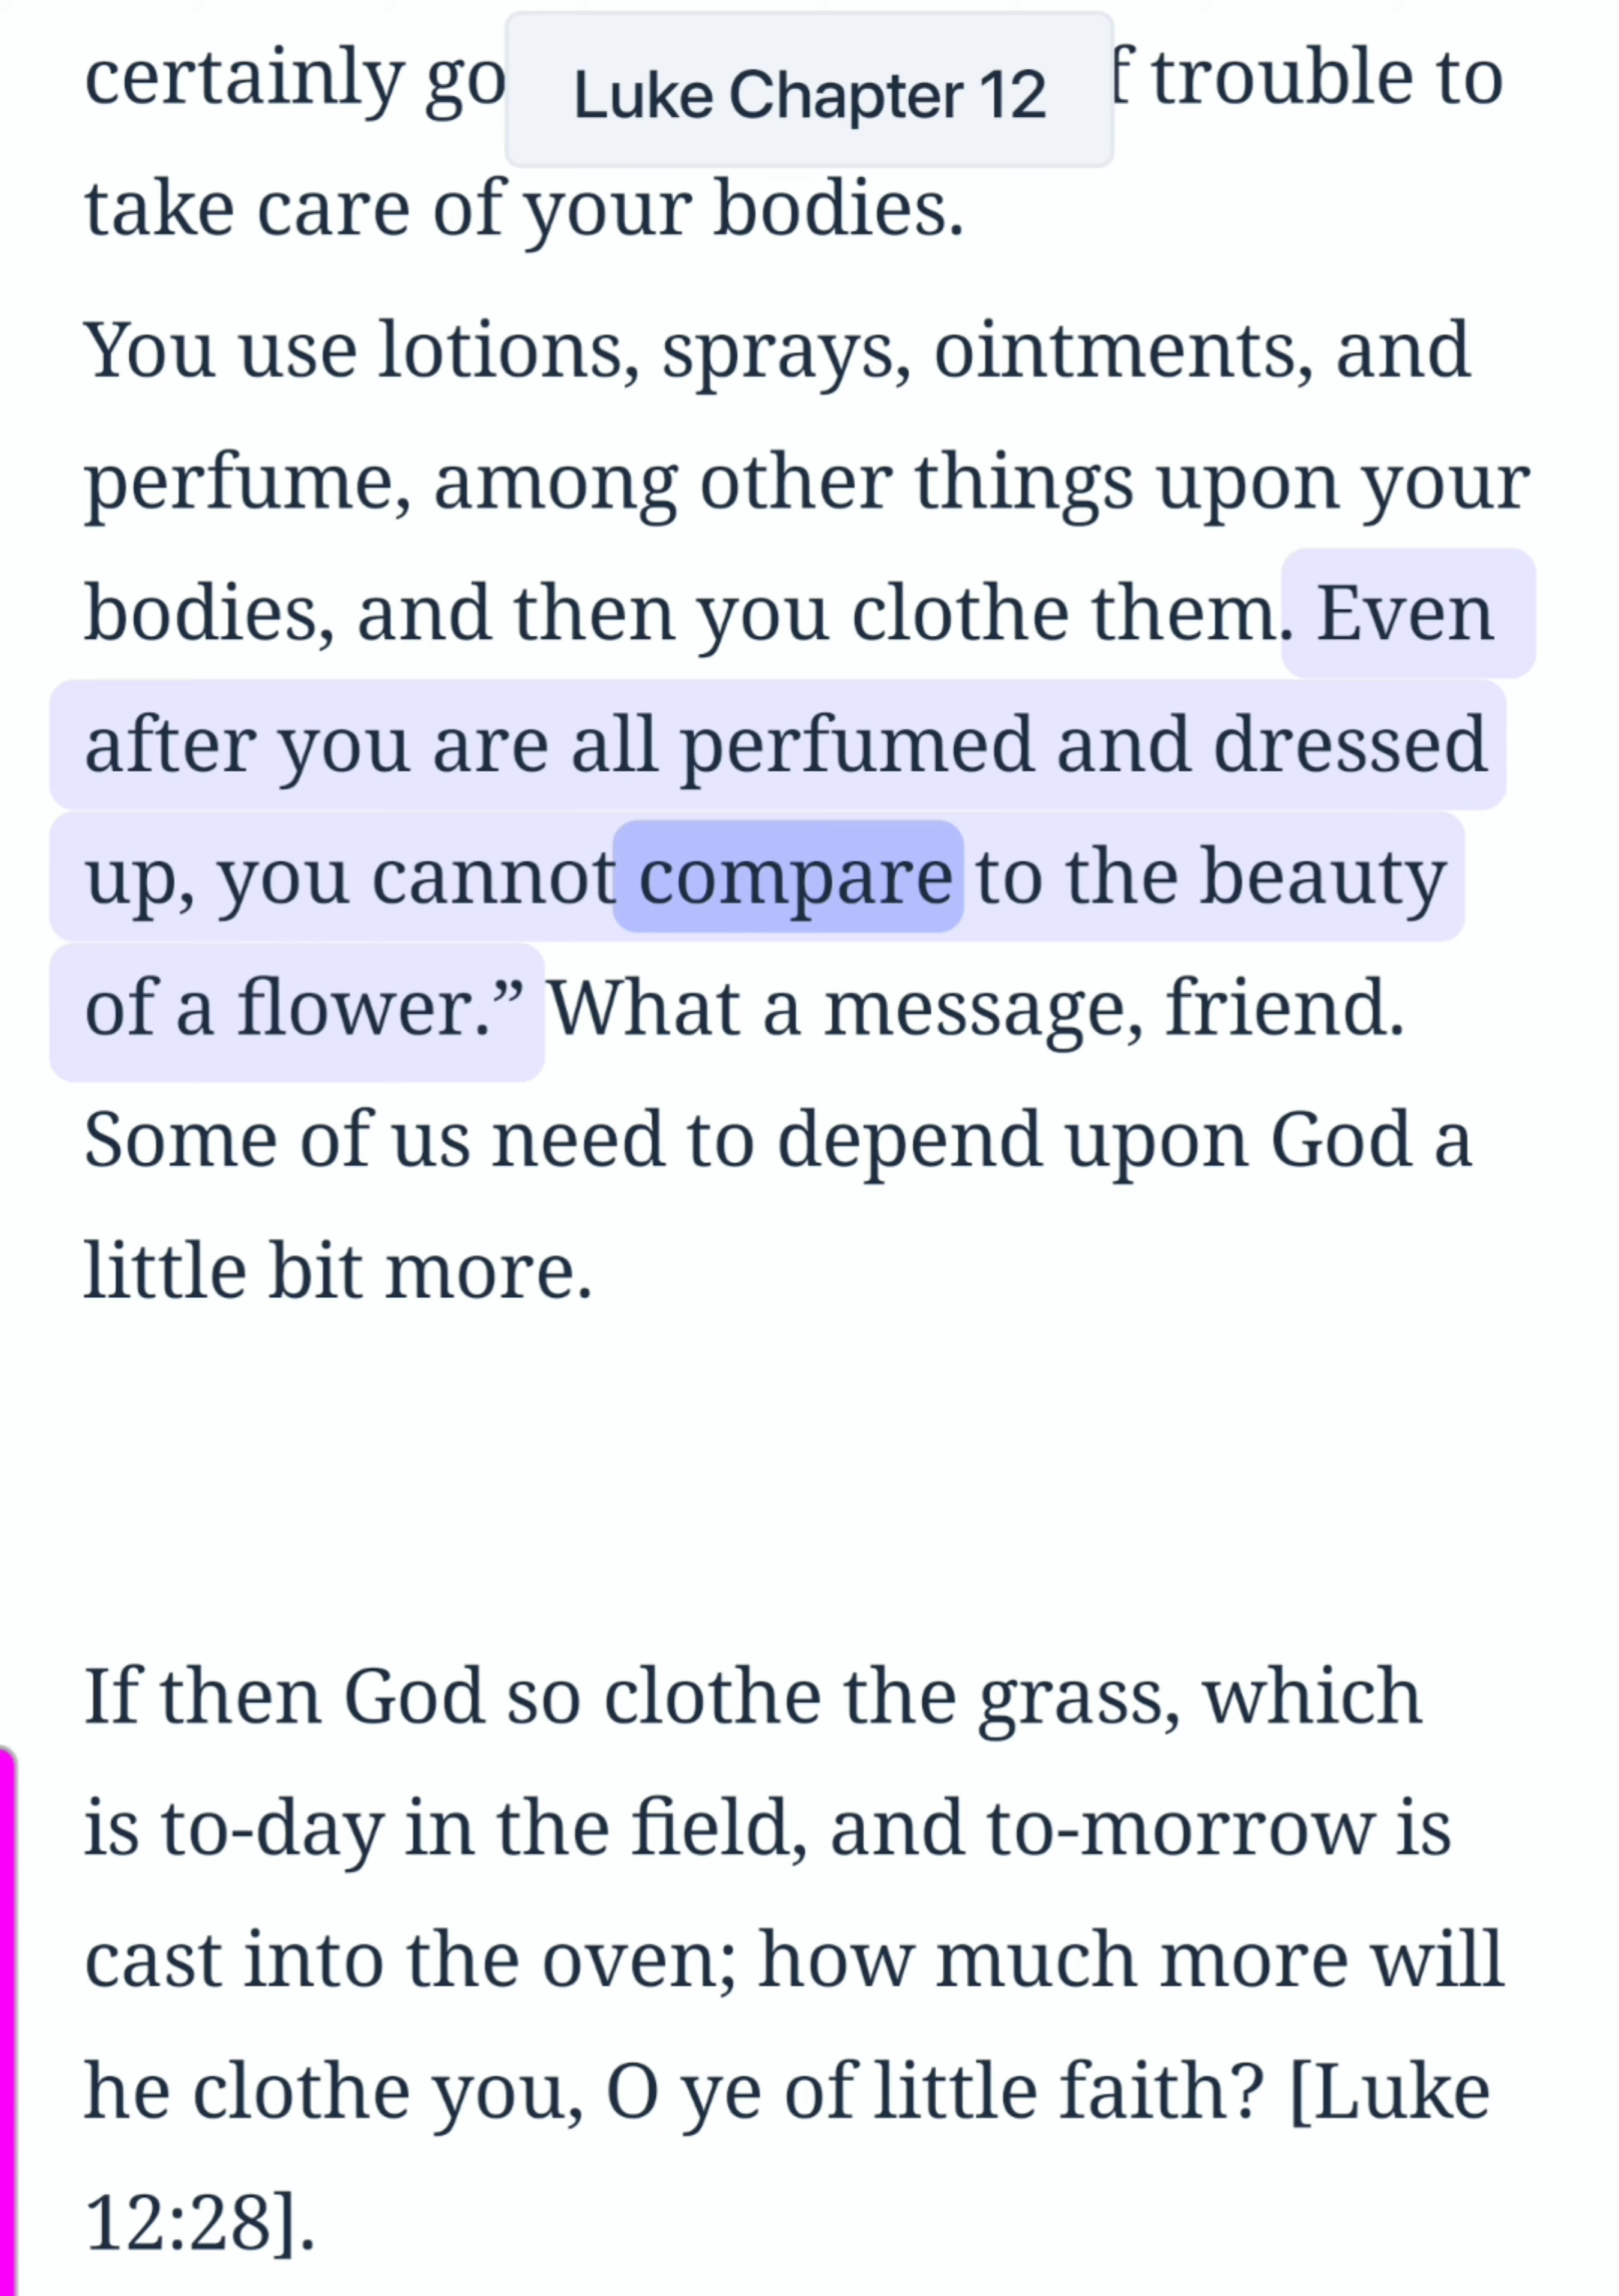 Luke Chapter 12
certainly go f trouble to
take care of your bodies.
You use lotions, sprays, ointments, and
perfume, among other things upon your
bodies, and then you clothe them. Even
after you are all perfumed and dressed
up, you cannot compare to the beauty
of a flower.” What a message, friend.
Some of us need to depend upon God a
little bit more.
If then God so clothe the grass, which
is to-day in the field, and to-morrow is
cast into the oven; how much more will
he clothe you, O ye of little faith? [Luke
12:28].